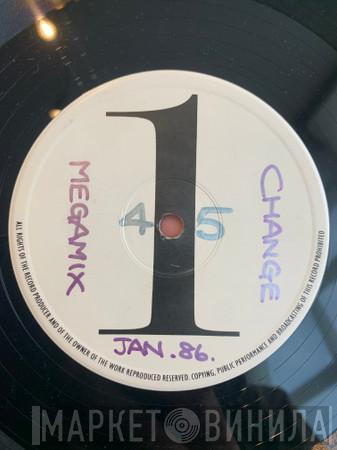 1
MEGAMIX
CHANGE
45
JAN.86.
ALL RIGHTS OF THE RECORD PRODUCER AND OF THE OWNER OF THE WORK REPRODUCED RESERVED. COPYING, PUBLIC PERFORMANCE AND BROADCASTING OF THIS RECORD PROHIBITED
МАРКЕТ ВИНИЛА